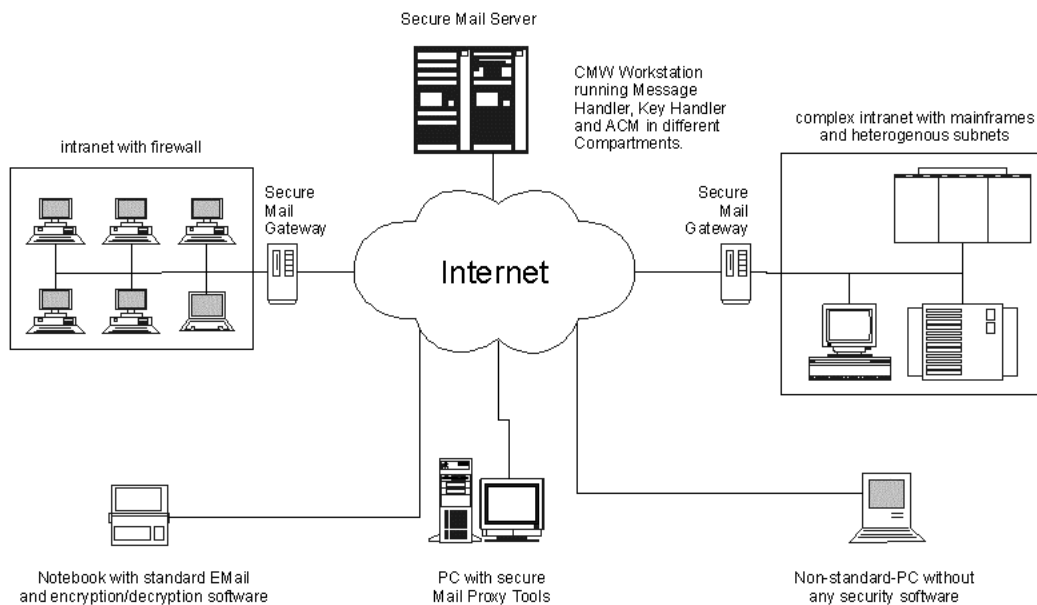 Secure Mail Server
CMW Workstation
running Message
Handler, Key Handler
and ACM in different
Compartments.
complex intranet with mainframes
and heterogenous subnets
intranet with firewall
Secure
Mail
Gateway
Secure
Mail
Gateway
Internet
Notebook with standard EMail
and encryption/decryption software
PC with secure
Mail Proxy Tools
Non-standard-PC without
any security software